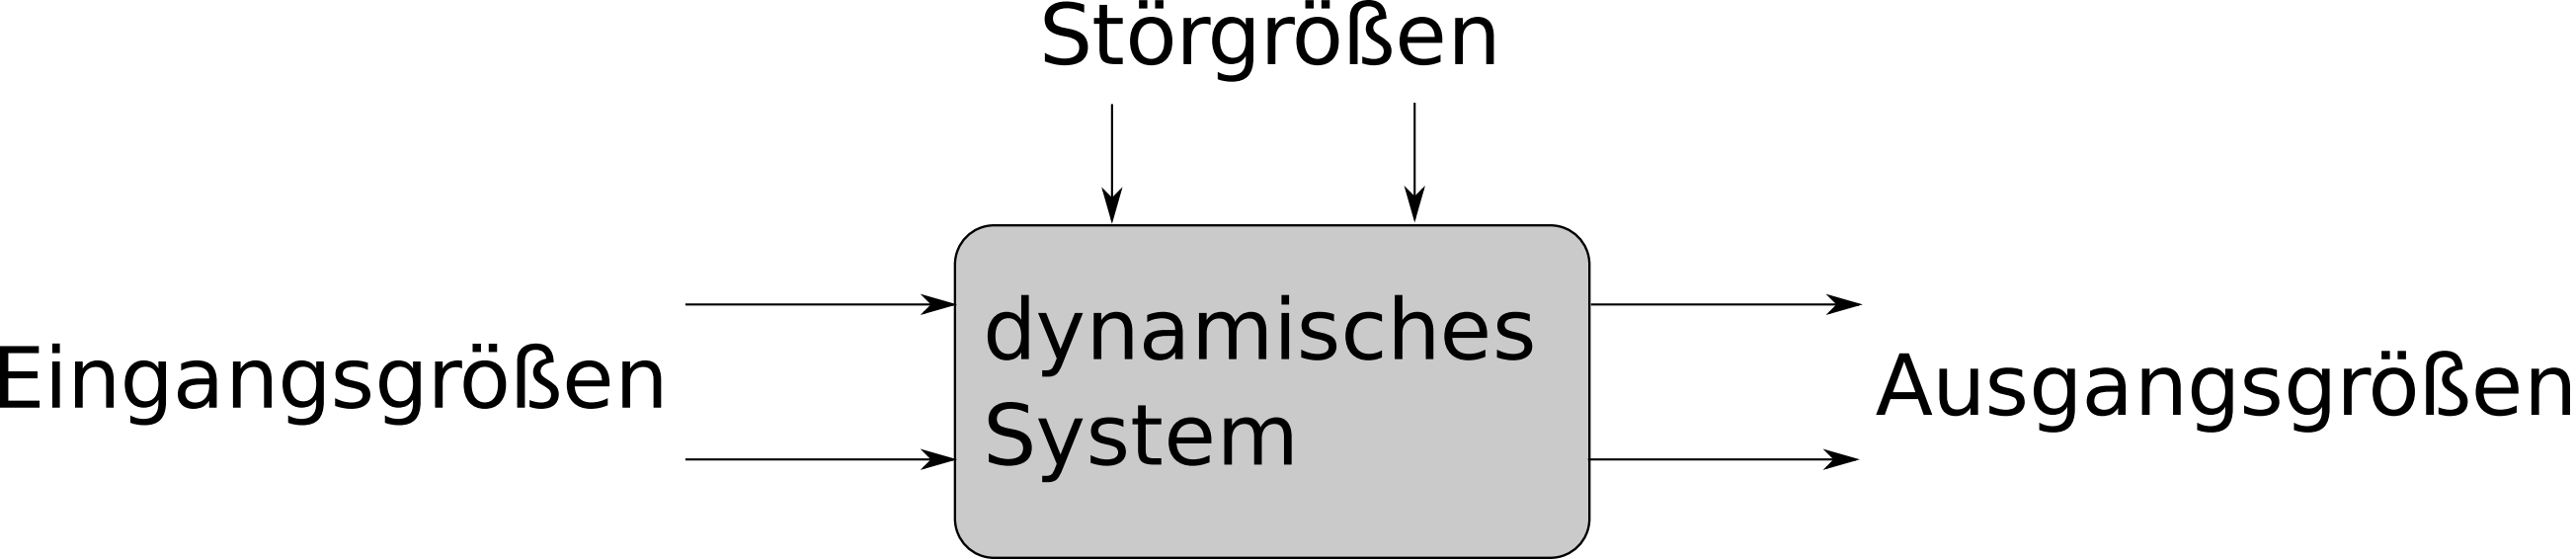 Störgrößen
Eingangsgrößen
dynamisches
System
Ausgangsgrößen